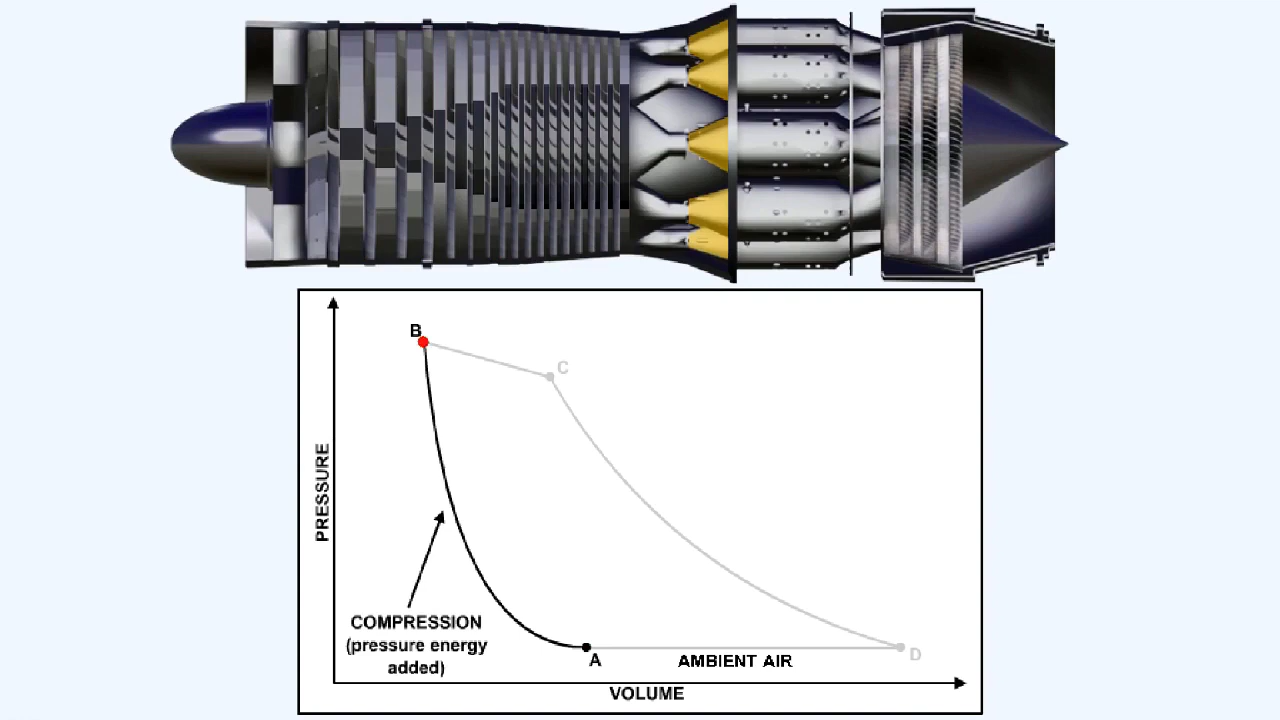 B
C
PRESSURE
COMPRESSION
(pressure energy
added)
A
AMBIENT AIR
D
VOLUME